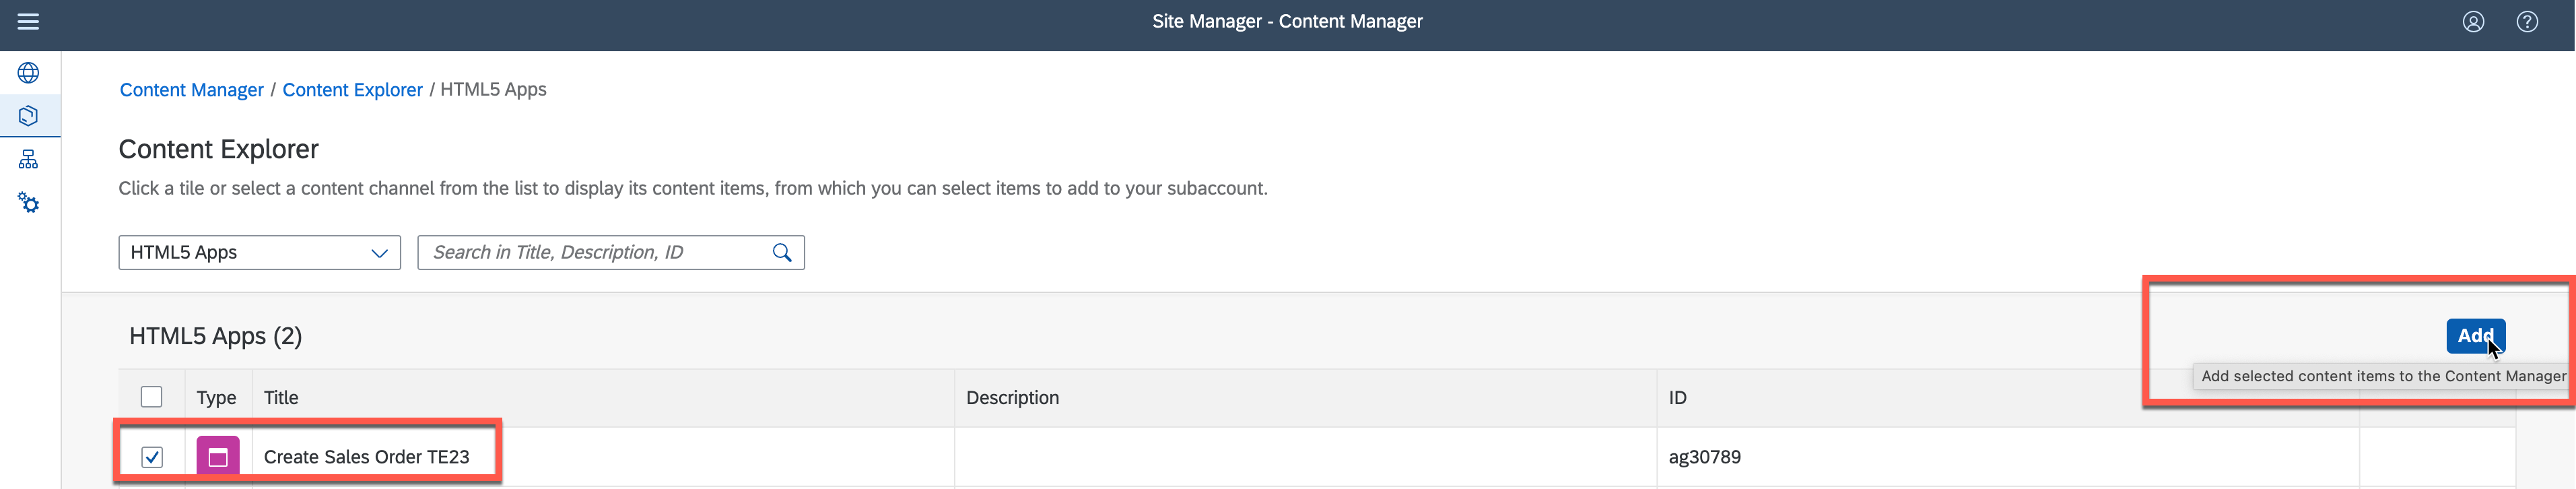 Site Manager - Content Manager
Content Manager / Content Explorer / HTML5 Apps
Content Explorer
Click a tile or select a content channel from the list to display its content items, from which you can select items to add to your subaccount.
HTML5 Apps
Search in Title, Description, ID
HTML5 Apps (2)
Add
Add selected content items to the Content Manager
Type Title Description ID
Create Sales Order TE23 ag30789